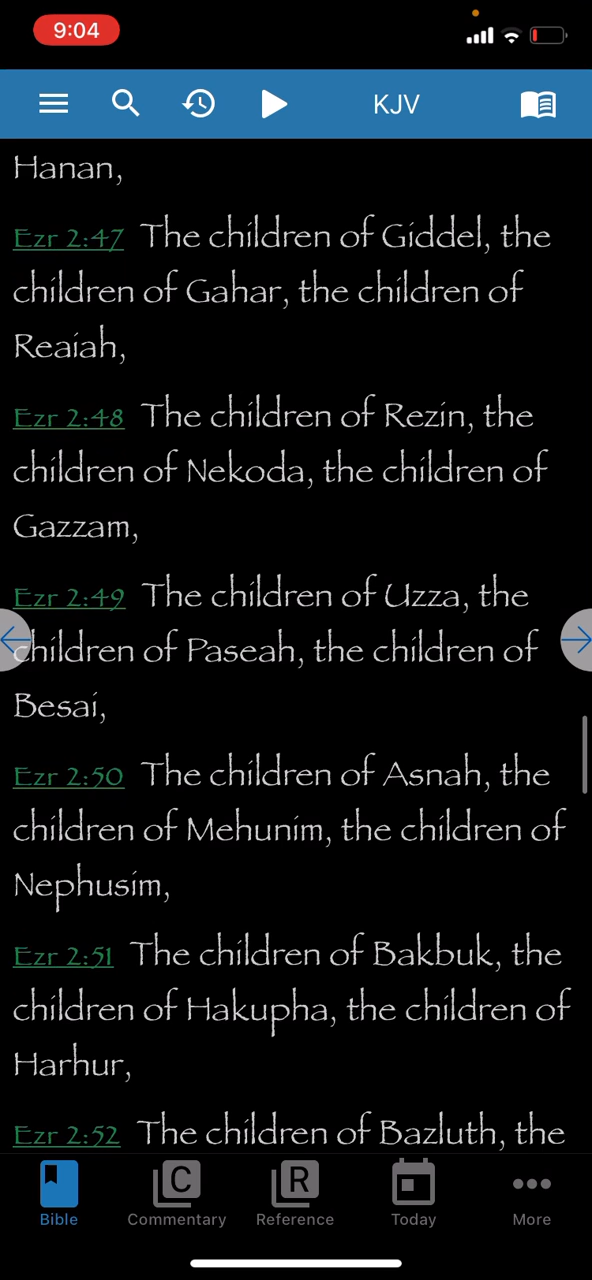 9:04
KJV
Hanan,
Ezr 2:47 The children of Giddel, the
children of Gahar, the children of
Reaiah,
Ezr 2:48 The children of Rezin, the
children of Nekoda, the children of
Gazzam,
Ezr 2:49 The children of Uzza, the
children of Paseah, the children of
Besai,
Ezr 2:50 The children of Asnah, the
children of Mehunim, the children of
Nephusim,
Ezr 2:51 The children of Bakbuk, the
children of Hakupha, the children of
Harhur,
Ezr 2:52 The children of Bazluth, the
C R
Bible Commentary Reference Today More